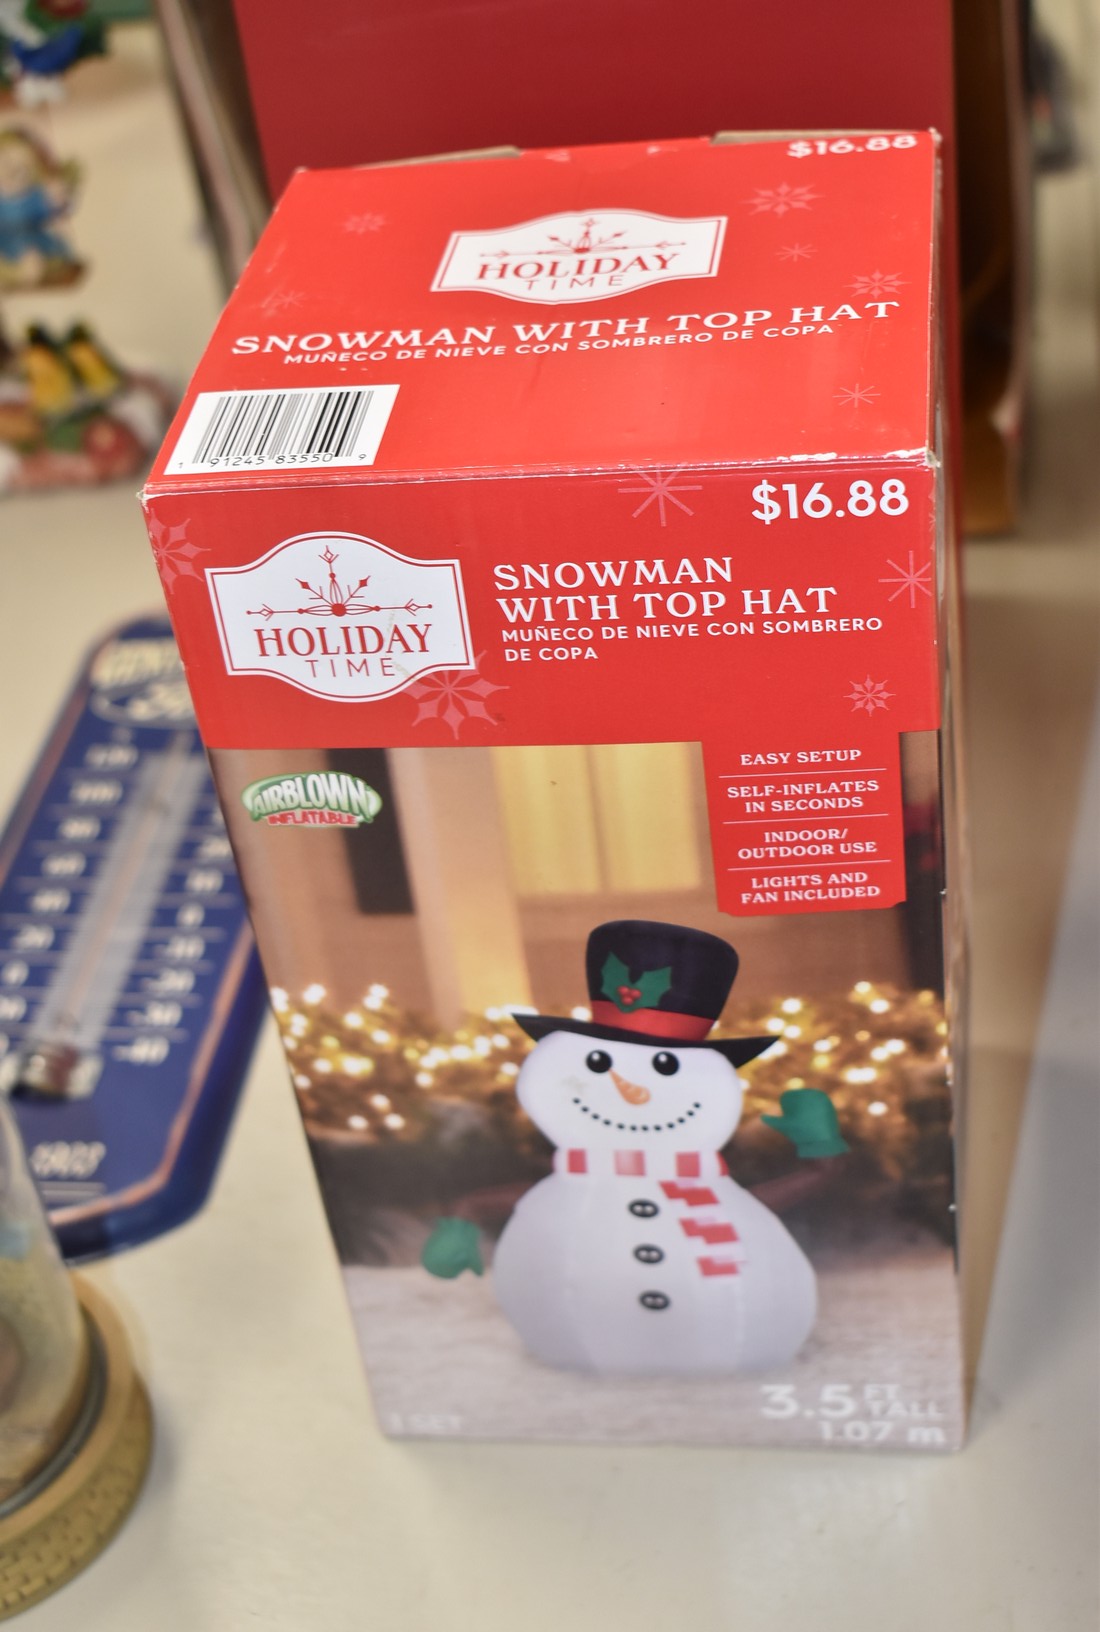 $16.88
HOLIDAY
TIME
SNOWMAN WITH TOP HAT
MUÑECO DE NIEVE CON SOMBRERO DE COPA
1 91245 83550 9
$16.88
HOLIDAY
TIME
SNOWMAN
WITH TOP HAT
MUÑECO DE NIEVE CON SOMBRERO
DE COPA
AIRBLOWN
INFLATABLE
EASY SETUP
SELF-INFLATES
IN SECONDS
INDOOR/
OUTDOOR USE
LIGHTS AND
FAN INCLUDED
3.5 FT
TALL
1.07 m
1 SET